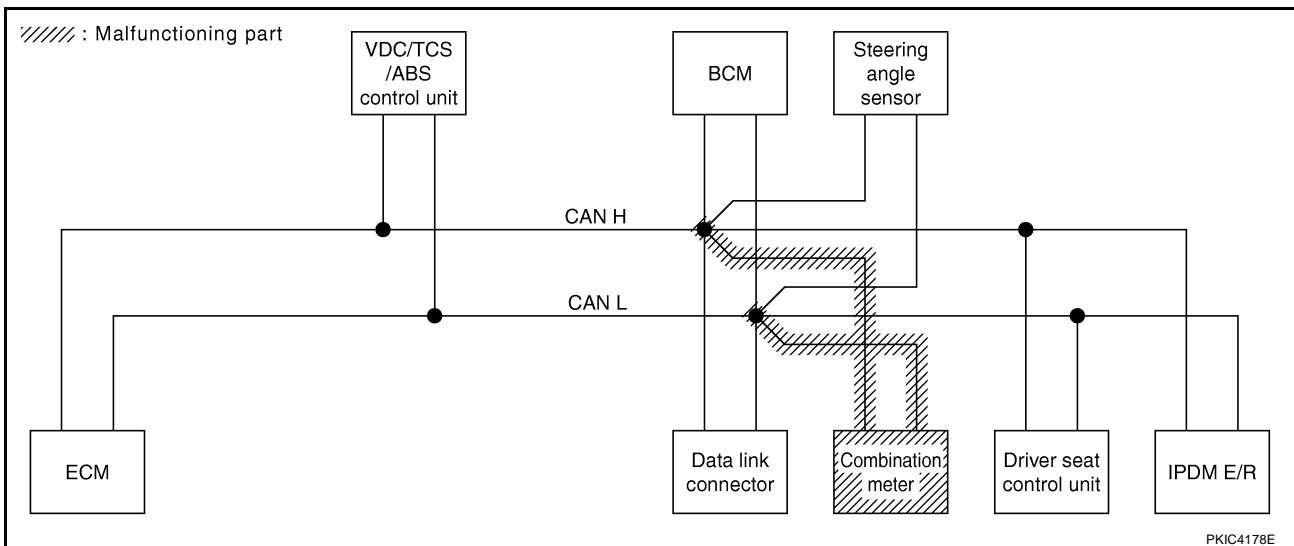 : Malfunctioning part
VDC/TCS
/ABS
control unit
BCM
Steering
angle
sensor
CAN H
CAN L
ECM
Data link
connector
Combination
meter
Driver seat
control unit
IPDM E/R
PKIC4178E